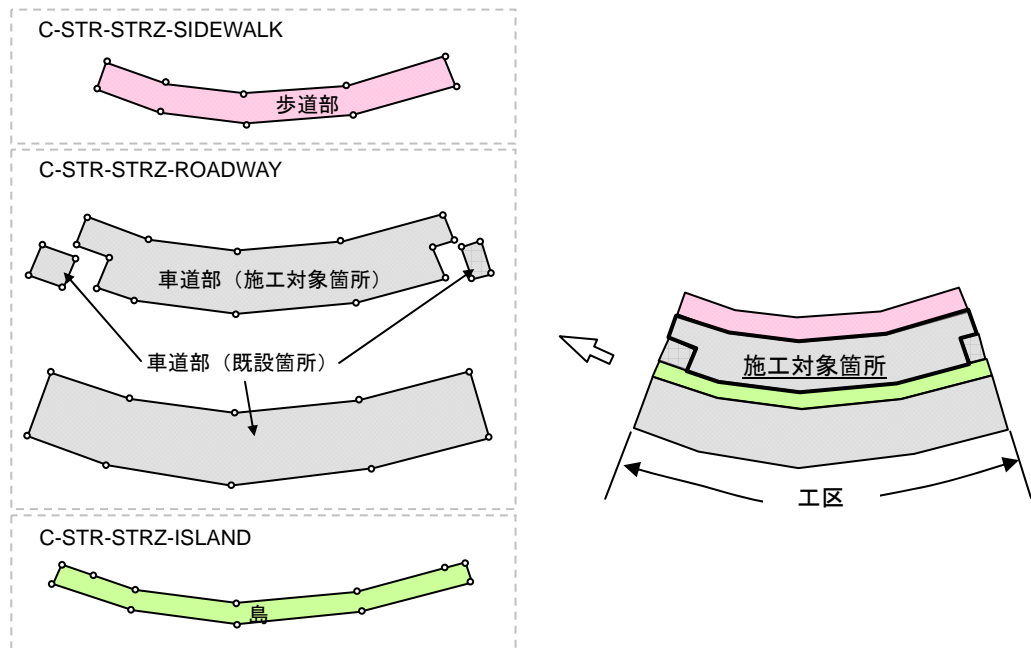 C-STR-STRZ-SIDEWALK
歩道部
C-STR-STRZ-ROADWAY
車道部（施工対象箇所）
車道部（既設箇所）
C-STR-STRZ-ISLAND
島
施工対象箇所
工区